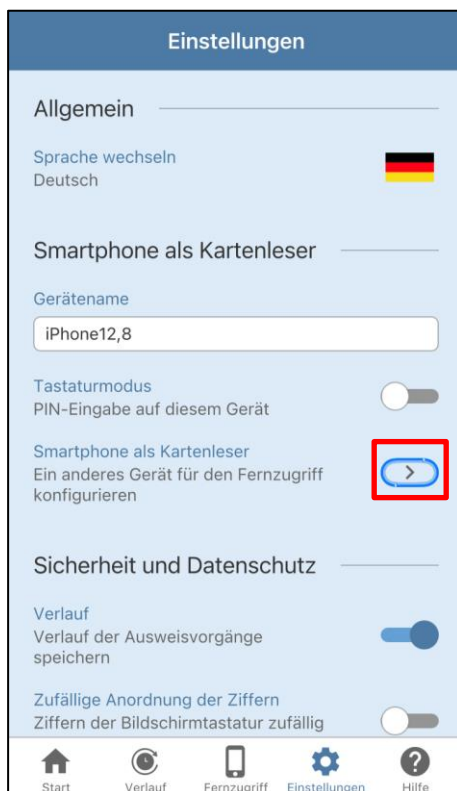 Einstellungen
Allgemein
Sprache wechseln
Deutsch
Smartphone als Kartenleser
Gerätename
iPhone12,8
Tastaturmodus
PIN-Eingabe auf diesem Gerät
Smartphone als Kartenleser
Ein anderes Gerät für den Fernzugriff
konfigurieren
Sicherheit und Datenschutz
Verlauf
Verlauf der Ausweisvorgänge
speichern
Zufällige Anordnung der Ziffern
Ziffern der Bildschirmtastatur zufällig
Start Verlauf Fernzugriff Einstellungen Hilfe